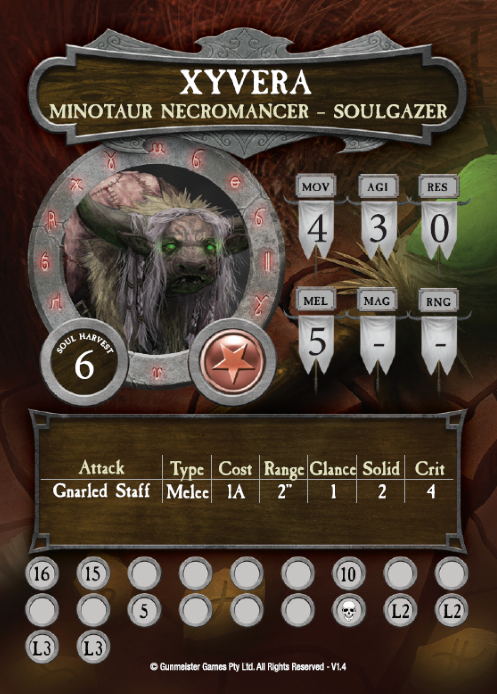 XYVERA
MINOTAUR NECROMANCER – SOULGAZER
MOV AGI RES
4 3 0
MEL MAG RNG
5 - -
SOUL HARVEST
6
Attack Type Cost Range Glance Solid Crit
Gnarled Staff Melee 1A 2" 1 2 4
16 15 10
5 L2 L2
L3 L3
© Gunmeister Games Pty Ltd. All Rights Reserved - V1.4